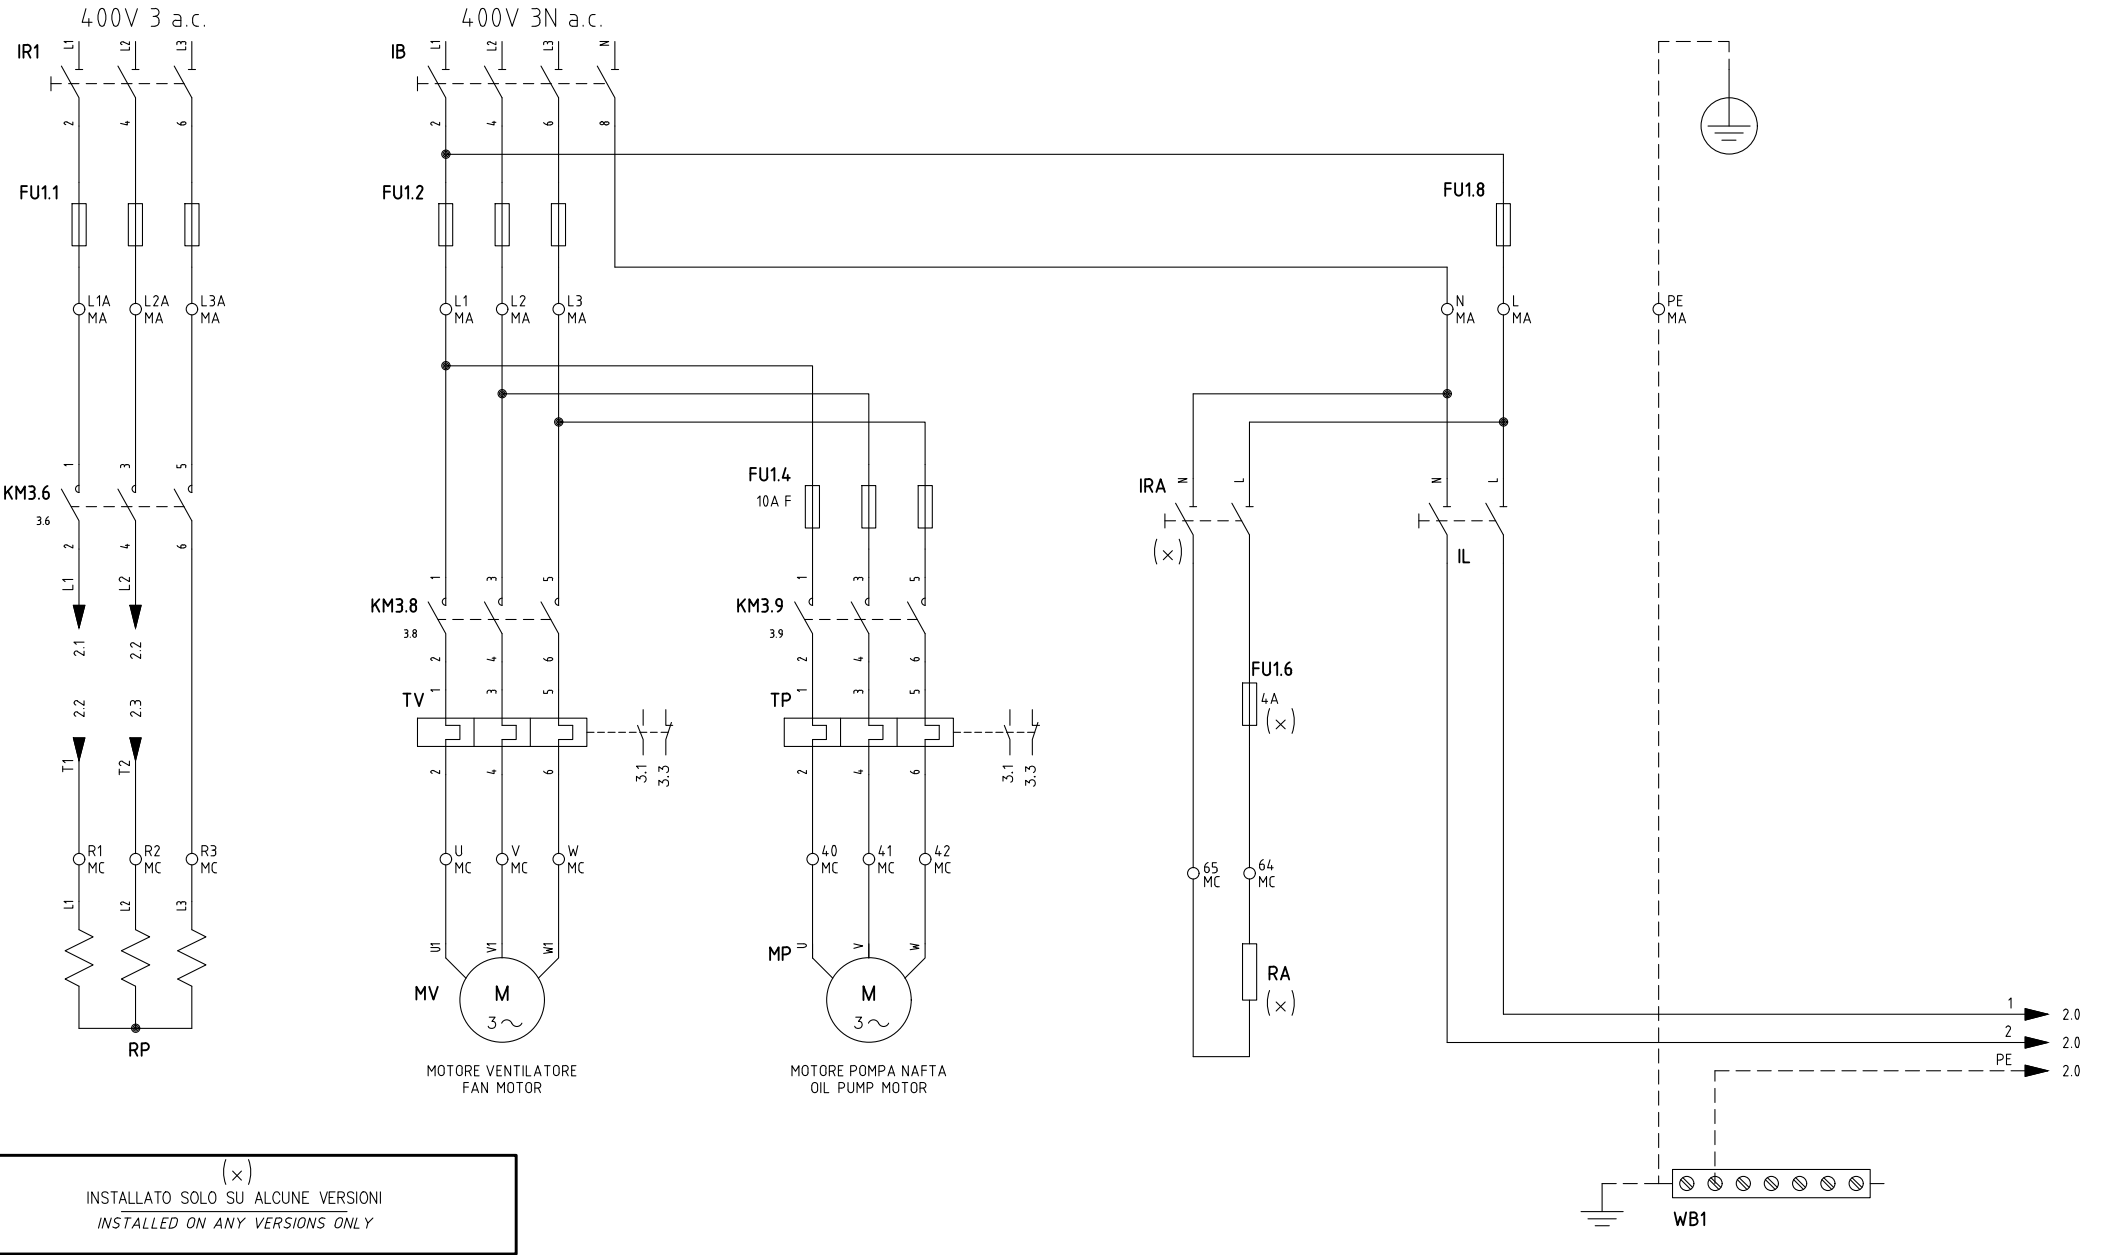 400V 3 a.c.
400V 3N a.c.
IR1
L1
L2
L3
IB
L1
L2
L3
N
2
4
6
2
4
6
8
FU1.1
FU1.2
FU1.8
L1A
MA
L2A
MA
L3A
MA
L1
MA
L2
MA
L3
MA
N
MA
L
MA
PE
MA
KM3.6
3.6
1
3
5
2
4
6
L1
L2
2.1
2.2
2.2
2.3
T1
T2
R1
MC
R2
MC
R3
MC
L1
L2
L3
RP
KM3.8
3.8
1
3
5
2
4
6
TV
1
3
5
2
4
6
3.1
3.3
U
MC
V
MC
W
MC
U1
V1
W1
MV
M
3~
MOTORE VENTILATORE
FAN MOTOR
FU1.4
10A F
KM3.9
3.9
1
3
5
2
4
6
TP
1
3
5
2
4
6
3.1
3.3
40
MC
41
MC
42
MC
MP
U
V
W
M
3~
MOTORE POMPA NAFTA
OIL PUMP MOTOR
IRA
N
L
(x)
N
L
IL
FU1.6
4A
(x)
65
MC
64
MC
RA
(x)
1
2.0
2
2.0
PE
2.0
WB1
(x)
INSTALLATO SOLO SU ALCUNE VERSIONI
INSTALLED ON ANY VERSIONS ONLY